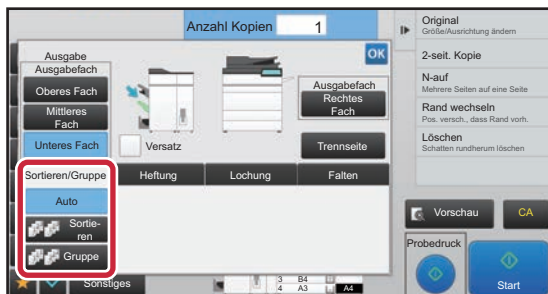 Anzahl Kopien 1
OK
Ausgabe
Ausgabefach
Oberes Fach
Mittleres
Fach
Unteres Fach
Versatz
Ausgabefach
Rechtes
Fach
Trennseite
Sortieren/Gruppe
Heftung
Lochung
Falten
Auto
Sortie-
ren
Gruppe
Sonstiges
3 B4
4 A3
A4
Original
Größe/Ausrichtung ändern
2-seit. Kopie
N-auf
Mehrere Seiten auf eine Seite
Rand wechseln
Pos. versch., dass Rand vorh.
Löschen
Schatten rundherum löschen
Vorschau
CA
Probedruck
Start